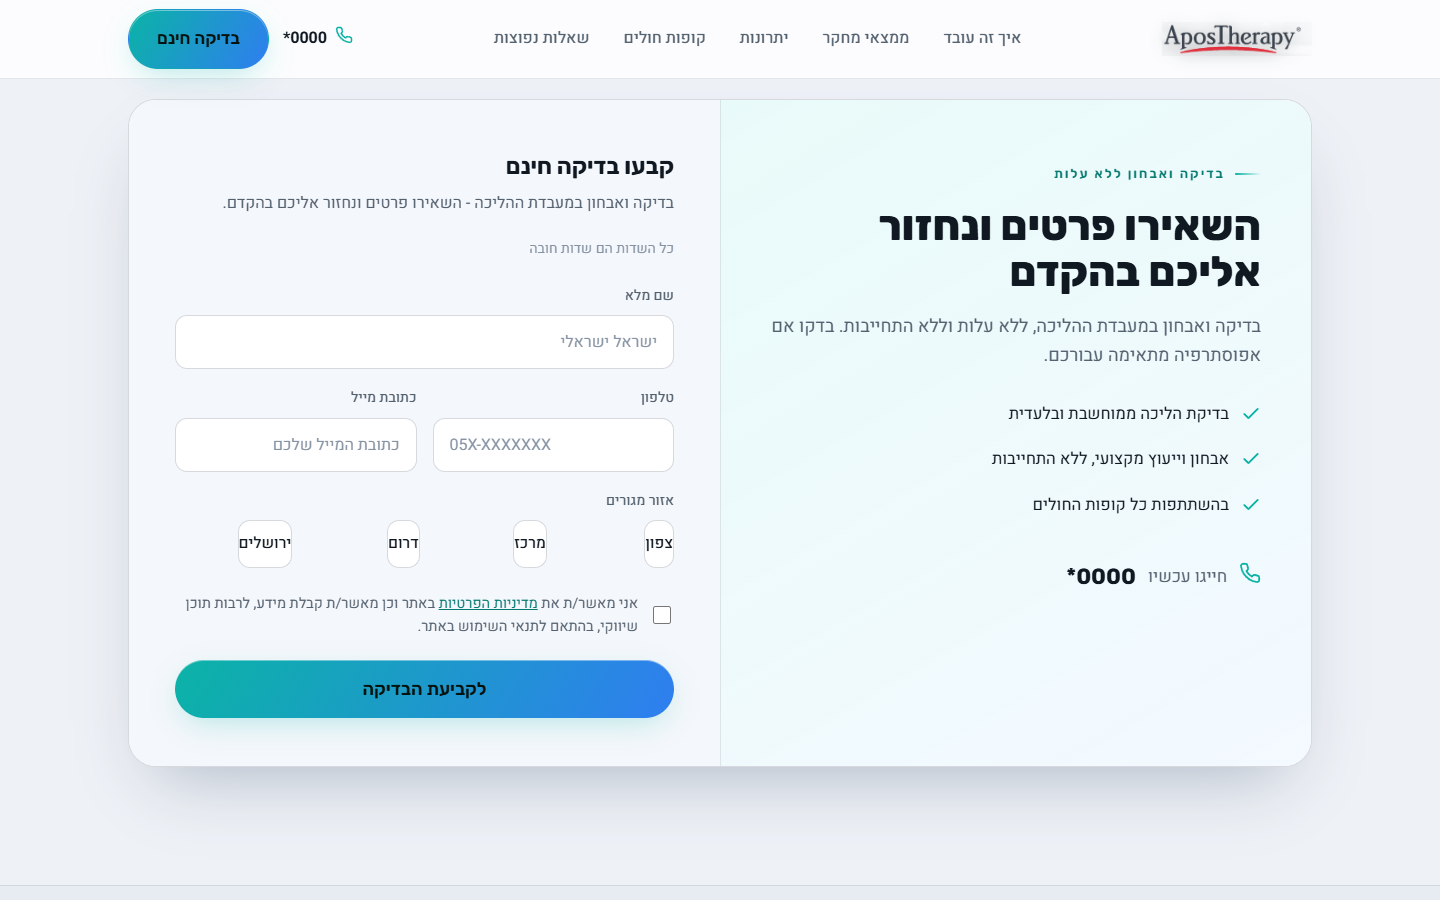 AposTherapy®
איך זה עובד
ממצאי מחקר
יתרונות
קופות חולים
שאלות נפוצות
*0000
בדיקה חינם
בדיקה ואבחון ללא עלות
השאירו פרטים ונחזור
אליכם בהקדם
בדיקה ואבחון במעבדת ההליכה, ללא עלות וללא התחייבות. בדקו אם
אפוסתרפיה מתאימה עבורכם.
בדיקת הליכה ממוחשבת ובלעדית
אבחון וייעוץ מקצועי, ללא התחייבות
בהשתתפות כל קופות החולים
חייגו עכשיו *0000
קבעו בדיקה חינם
בדיקה ואבחון במעבדת ההליכה - השאירו פרטים ונחזור אליכם בהקדם.
כל השדות הם שדות חובה
שם מלא
ישראל ישראלי
טלפון
05X-XXXXXXX
כתובת מייל
כתובת המייל שלכם
אזור מגורים
צפון
מרכז
דרום
ירושלים
אני מאשר/ת את מדיניות הפרטיות באתר וכן מאשר/ת קבלת מידע, לרבות תוכן
שיווקי, בהתאם לתנאי השימוש באתר.
לקביעת הבדיקה